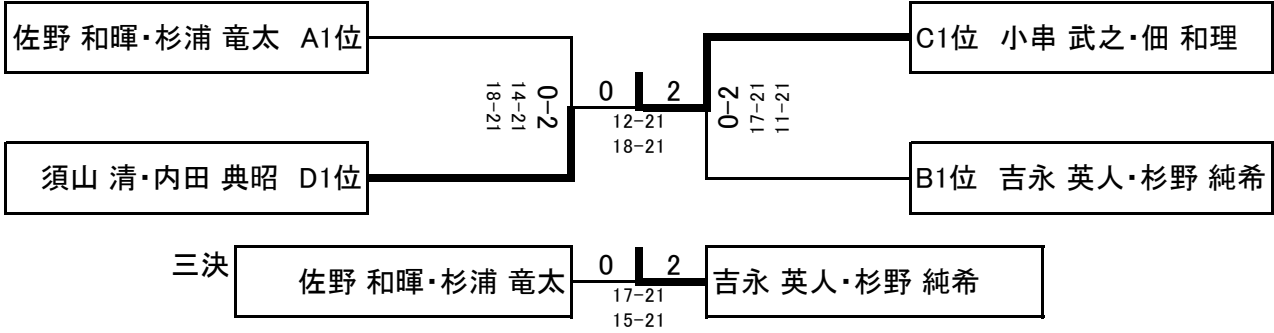 佐野 和暉・杉浦 竜太 A1位
C1位 小串 武之・佃 和理
0-2
14-21
18-21
0 2
12-21
18-21
0-2
17-21
11-21
須山 清・内田 典昭 D1位
B1位 吉永 英人・杉野 純希
三決
佐野 和暉・杉浦 竜太
0 2
17-21
15-21
吉永 英人・杉野 純希